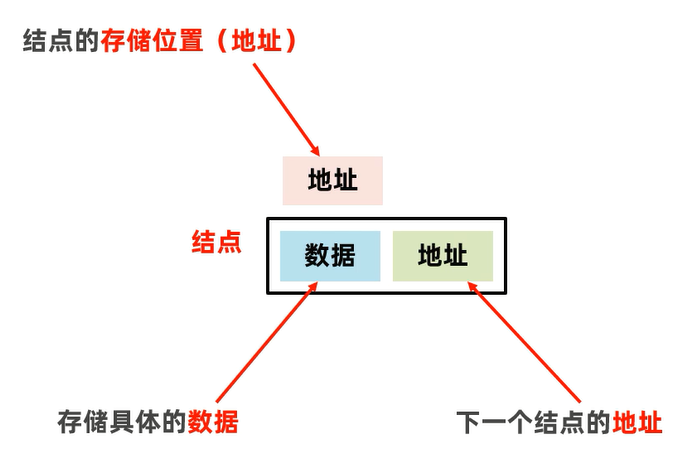 结点的存储位置（地址）
地址
结点
数据
地址
存储具体的数据
下一个结点的地址